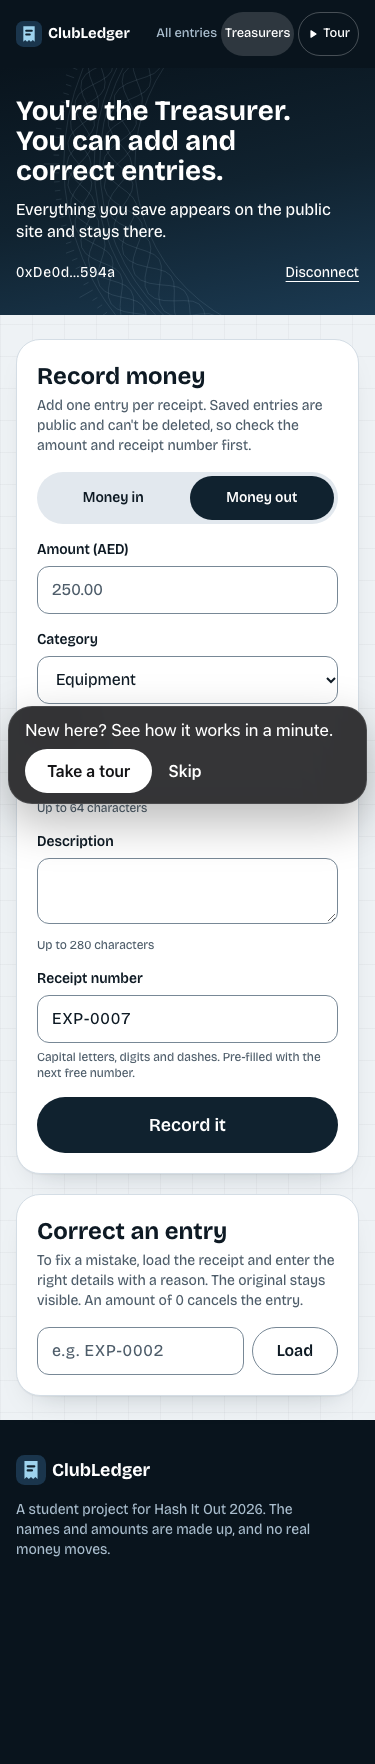 ClubLedger
All entries
Treasurers
Tour
You're the Treasurer.
You can add and
correct entries.
Everything you save appears on the public
site and stays there.
0xDe0d...594a
Disconnect
Record money
Add one entry per receipt. Saved entries are
public and can't be deleted, so check the
amount and receipt number first.
Money in
Money out
Amount (AED)
250.00
Category
Equipment
New here? See how it works in a minute.
Take a tour
Skip
Up to 64 characters
Description
Up to 280 characters
Receipt number
EXP-0007
Capital letters, digits and dashes. Pre-filled with the
next free number.
Record it
Correct an entry
To fix a mistake, load the receipt and enter the
right details with a reason. The original stays
visible. An amount of 0 cancels the entry.
e.g. EXP-0002
Load
ClubLedger
A student project for Hash It Out 2026. The
names and amounts are made up, and no real
money moves.